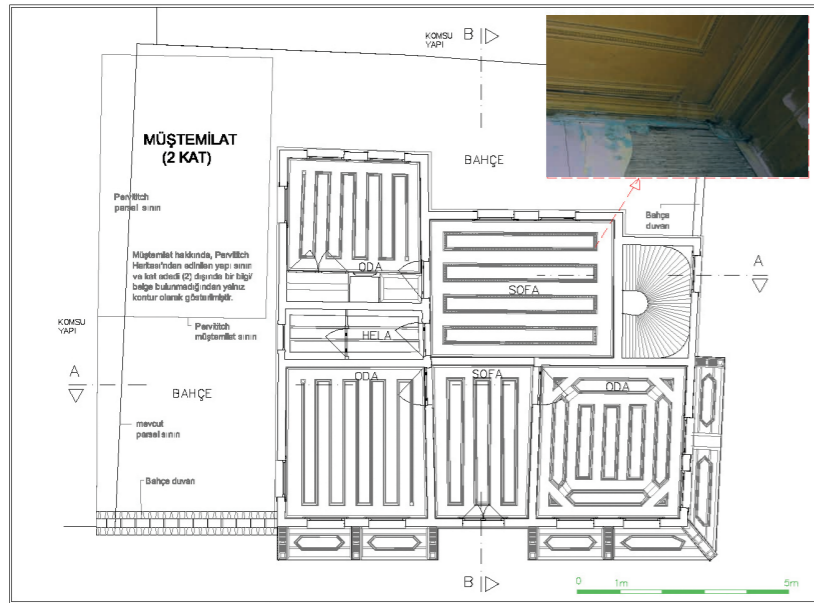 KOMSU
YAPI
B
MÜŞTEMİLAT
(2 KAT)
BAHÇE
Pervititch
parsel sınırı
Bahçe
duvarı
Müştemilat hakkında, Pervititch
Haritası'ndan edinilen yapı sınırı
ve kat adedi (2) dışında bir bilgi/
belge bulunmadığından yalnız
kontur olarak gösterilmiştir.
ODA
SOFA
A
KOMSU
YAPI
Pervititch
müştemilat sınırı
HELA
A
BAHÇE
ODA
SOFA
ODA
mevcut
parsel sınırı
Bahçe duvarı
B
0 1m 5m